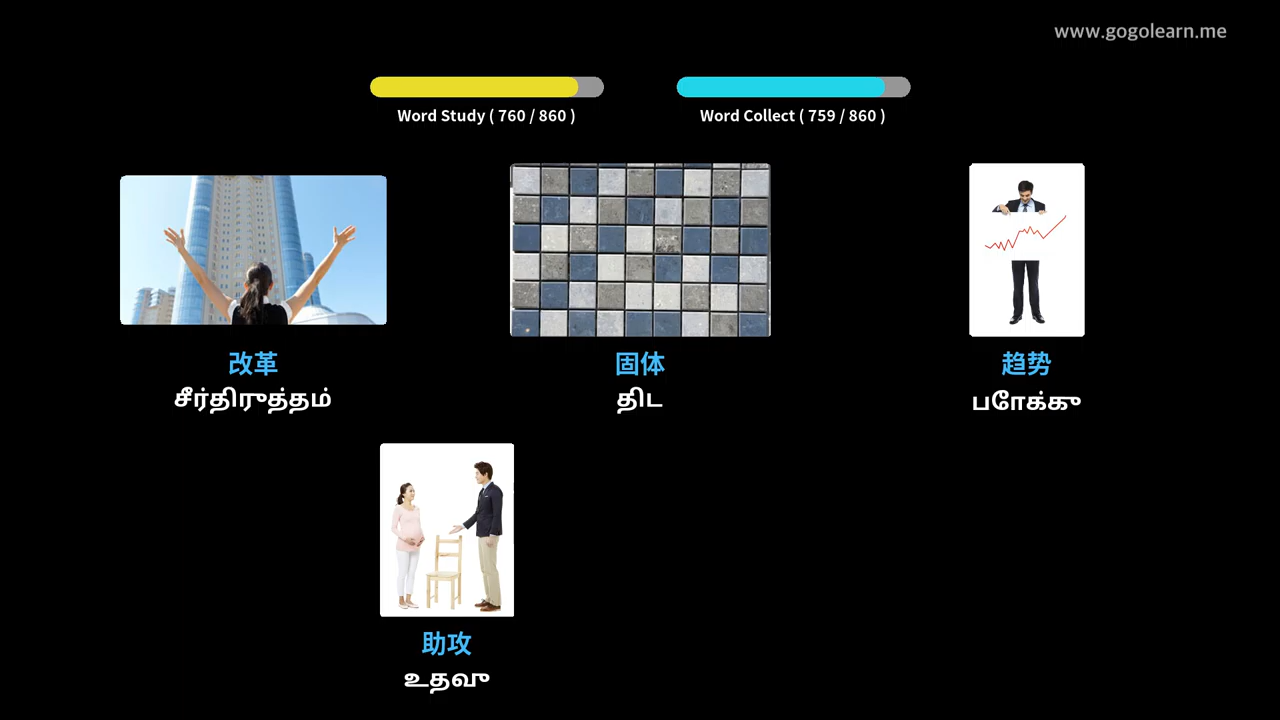 www.gogolearn.me
Word Study ( 760 / 860 )
Word Collect ( 759 / 860 )
改革
சீர்திருத்தம்
固体
திட
趋势
போக்கு
助攻
உதவு